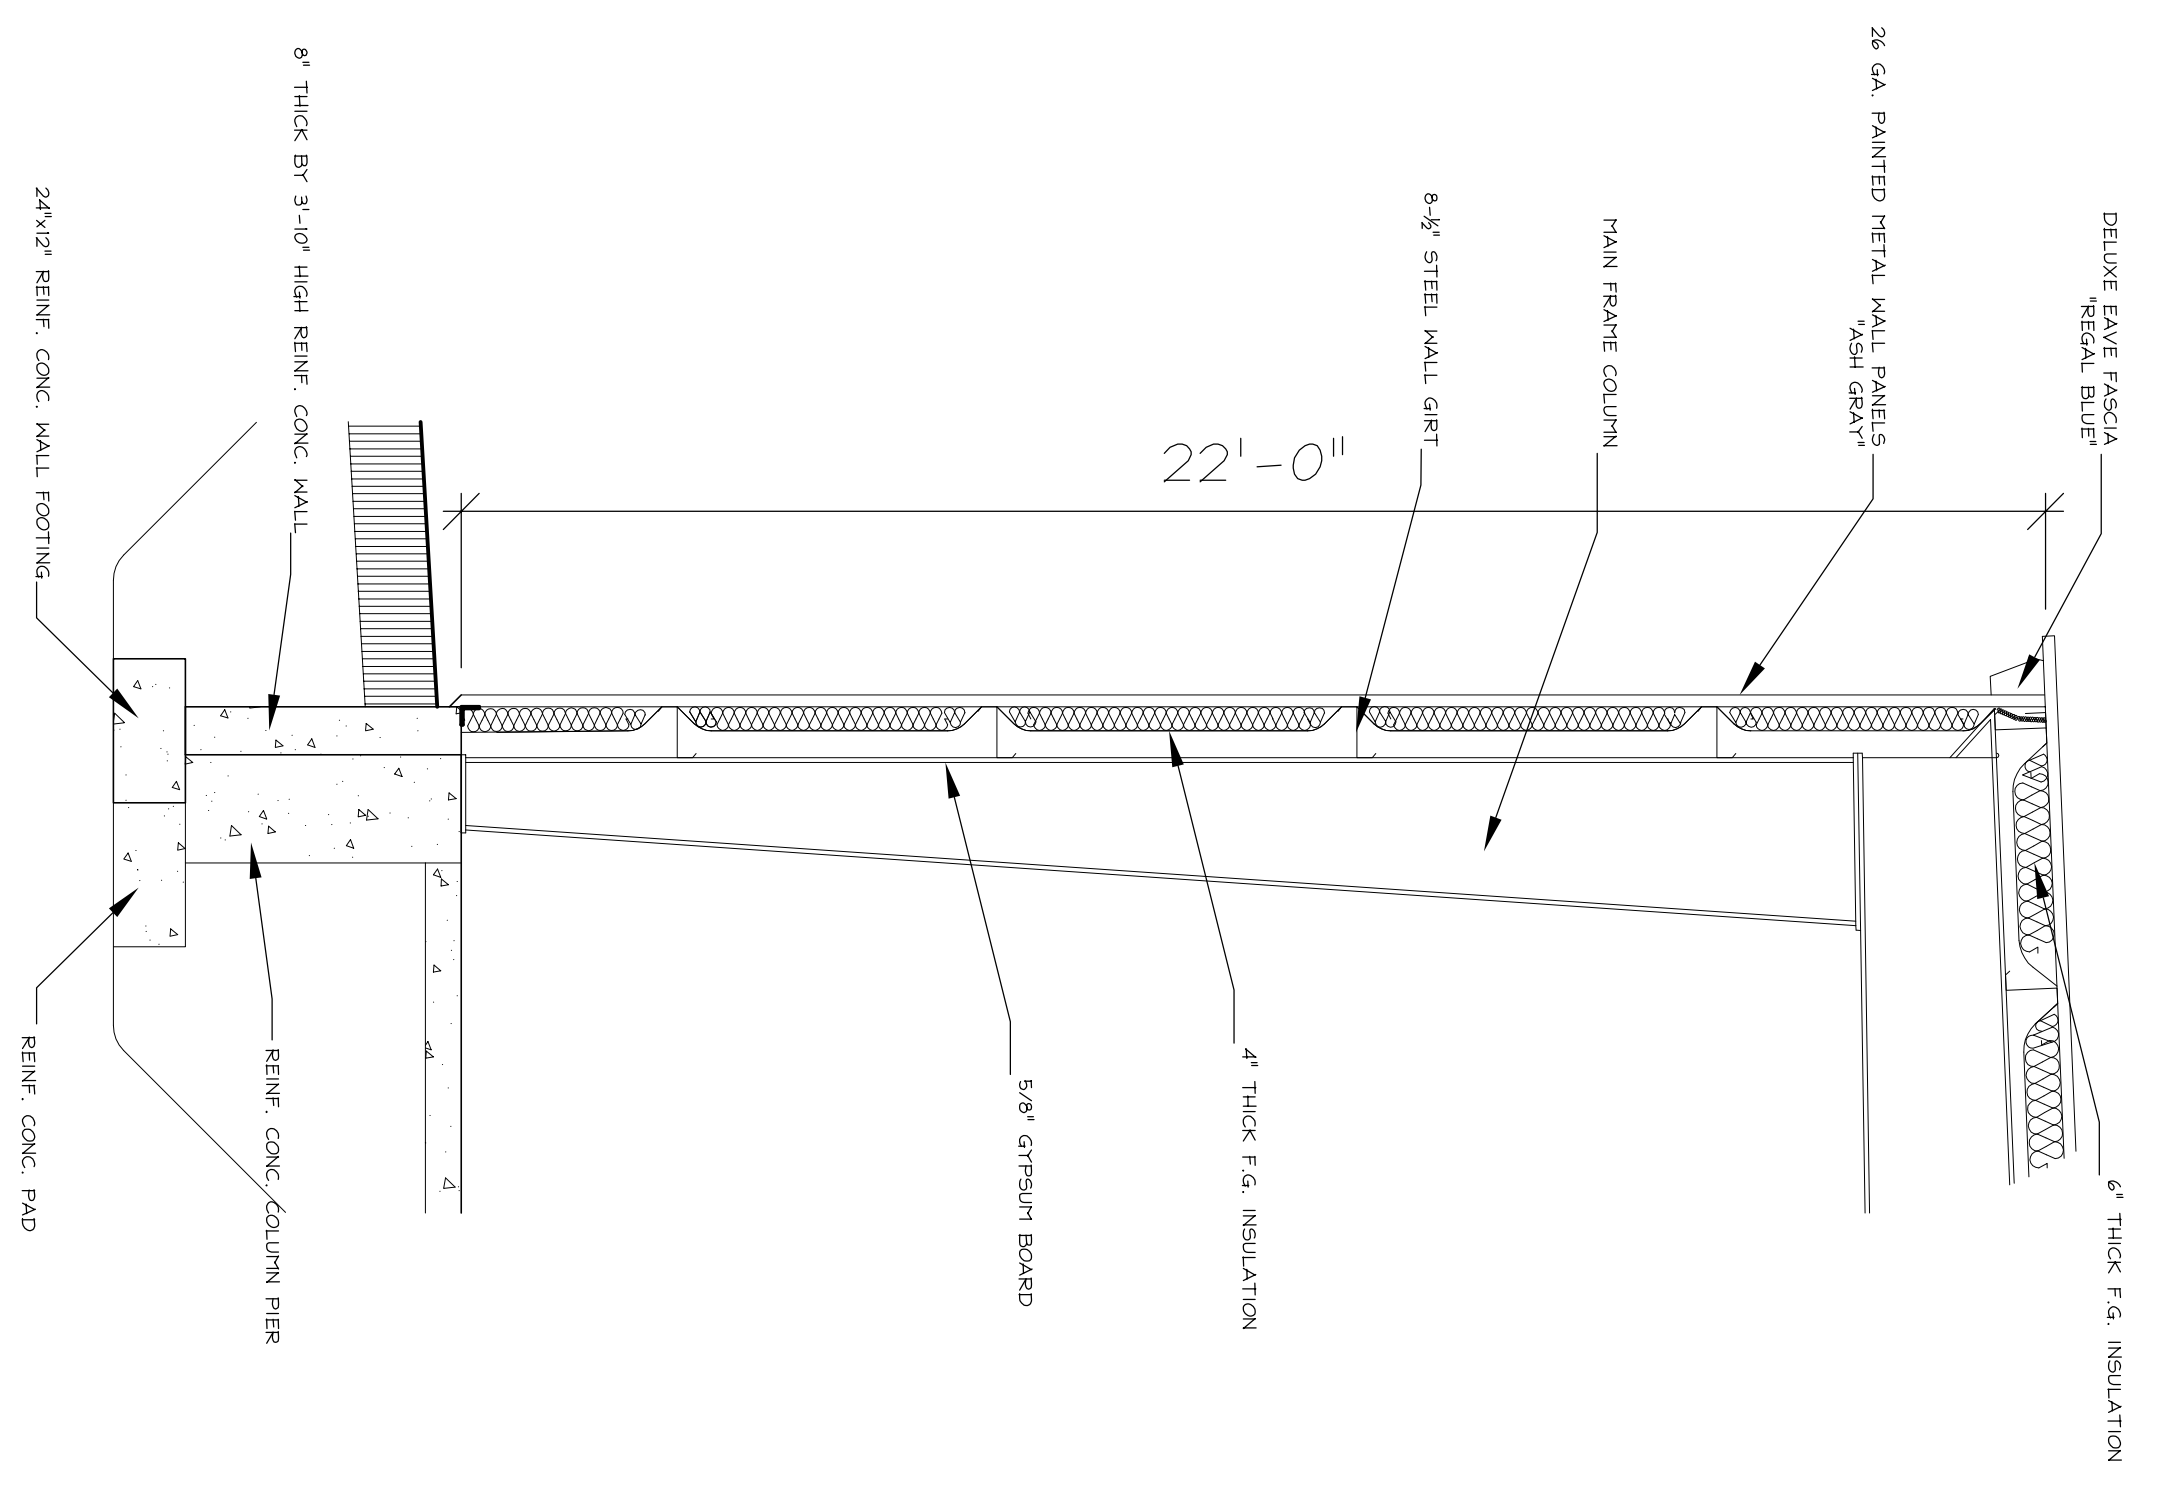 DELUXE EAVE FASCIA
"REGAL BLUE"
26 GA. PAINTED METAL WALL PANELS
"ASH GRAY"
MAIN FRAME COLUMN
8-½" STEEL WALL GIRT
22'-0"
8" THICK BY 3'-10" HIGH REINF. CONC. WALL
24"x12" REINF. CONC. WALL FOOTING
6" THICK F.G. INSULATION
4" THICK F.G. INSULATION
5/8" GYPSUM BOARD
REINF. CONC. COLUMN PIER
REINF. CONC. PAD